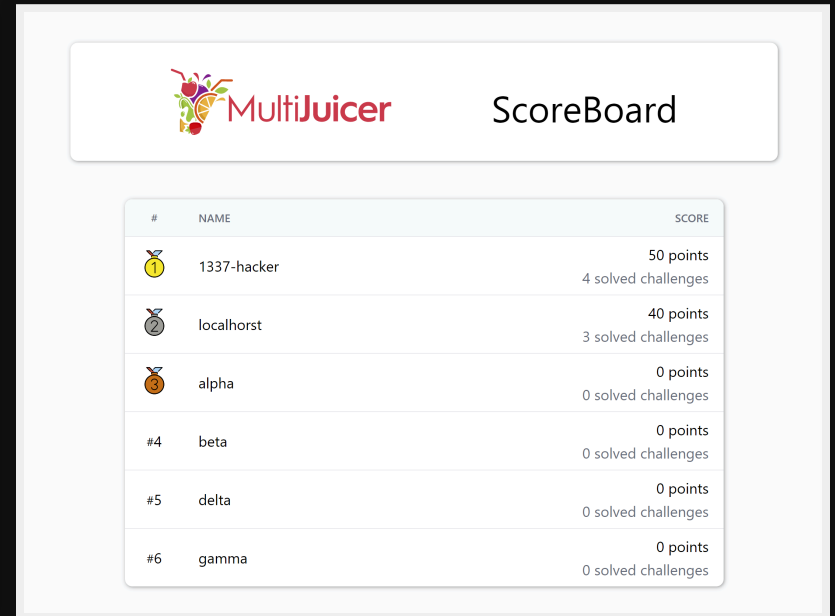 MultiJuicer
ScoreBoard
# NAME SCORE
1 1337-hacker 50 points
4 solved challenges
2 localhorst 40 points
3 solved challenges
3 alpha 0 points
0 solved challenges
#4 beta 0 points
0 solved challenges
#5 delta 0 points
0 solved challenges
#6 gamma 0 points
0 solved challenges